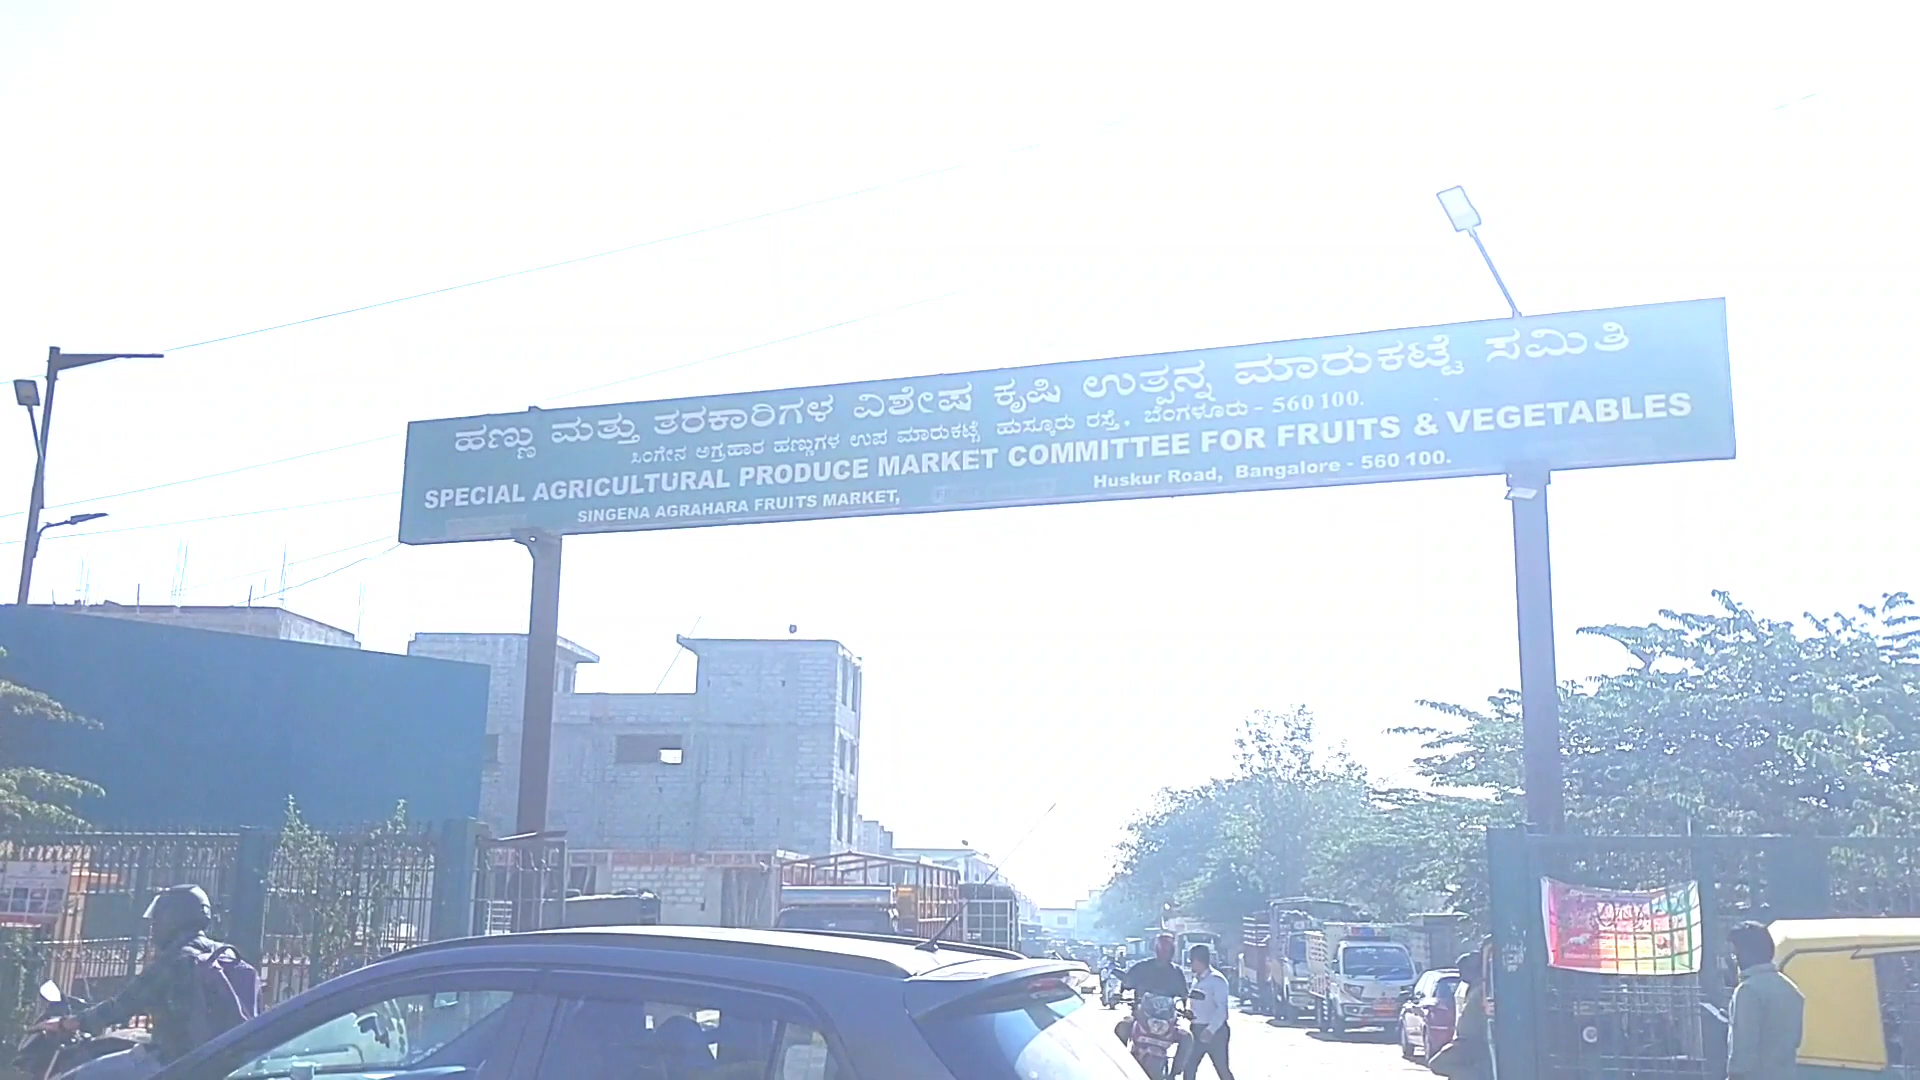 ಹಣ್ಣು ಮತ್ತು ತರಕಾರಿಗಳ ವಿಶೇಷ ಕೃಷಿ ಉತ್ಪನ್ನ ಮಾರುಕಟ್ಟೆ ಸಮಿತಿ
ಸಿಂಗೇನ ಅಗ್ರಹಾರ ಹಣ್ಣುಗಳ ಉಪ ಮಾರುಕಟ್ಟೆ ಹುಸ್ಕೂರು ರಸ್ತೆ, ಬೆಂಗಳೂರು - 560 100.
SPECIAL AGRICULTURAL PRODUCE MARKET COMMITTEE FOR FRUITS & VEGETABLES
SINGENA AGRAHARA FRUITS MARKET, Huskur Road, Bangalore - 560 100.